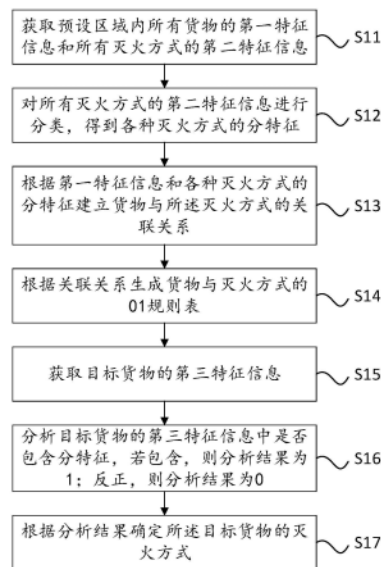 获取预设区域内所有货物的第一特征
信息和所有灭火方式的第二特征信息
S11
对所有灭火方式的第二特征信息进行
分类，得到各种灭火方式的分特征
S12
根据第一特征信息和各种灭火方式的
分特征建立货物与所述灭火方式的关
联关系
S13
根据关联关系生成货物与灭火方式的
01规则表
S14
获取目标货物的第三特征信息
S15
分析目标货物的第三特征信息中是否
包含分特征，若包含，则分析结果为
1；反正，则分析结果为0
S16
根据分析结果确定所述目标货物的灭
火方式
S17